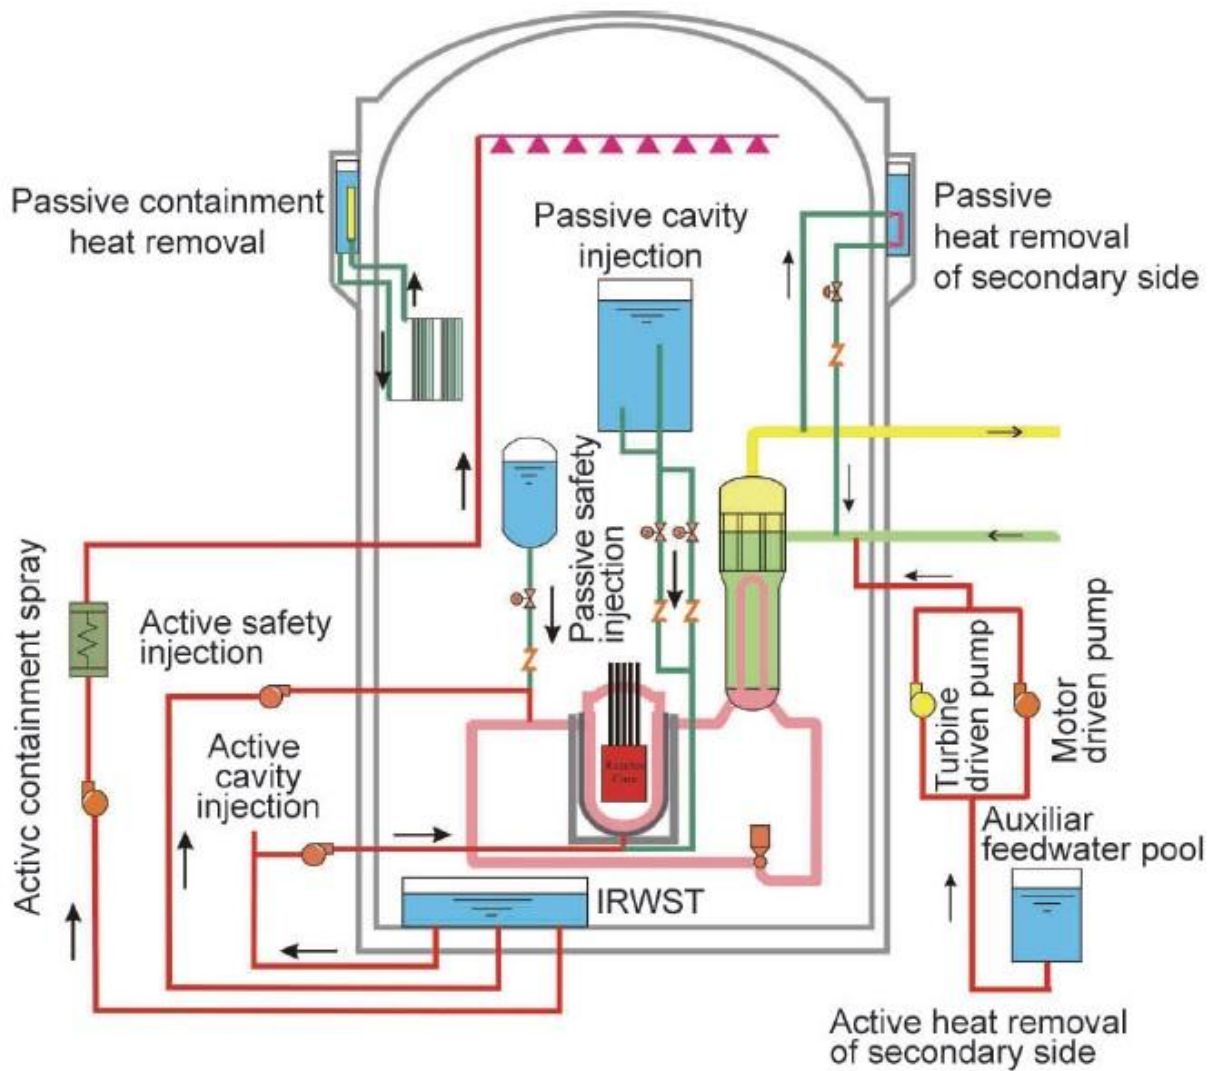 Passive containment
heat removal
Passive cavity
injection
Passive
heat removal
of secondary side
Passive safety
injection
Activc containment spray
Active safety
injection
Active
cavity
injection
Reactor
Core
Turbine
driven pump
Motor
driven pump
Auxiliar
feedwater pool
IRWST
Active heat removal
of secondary side